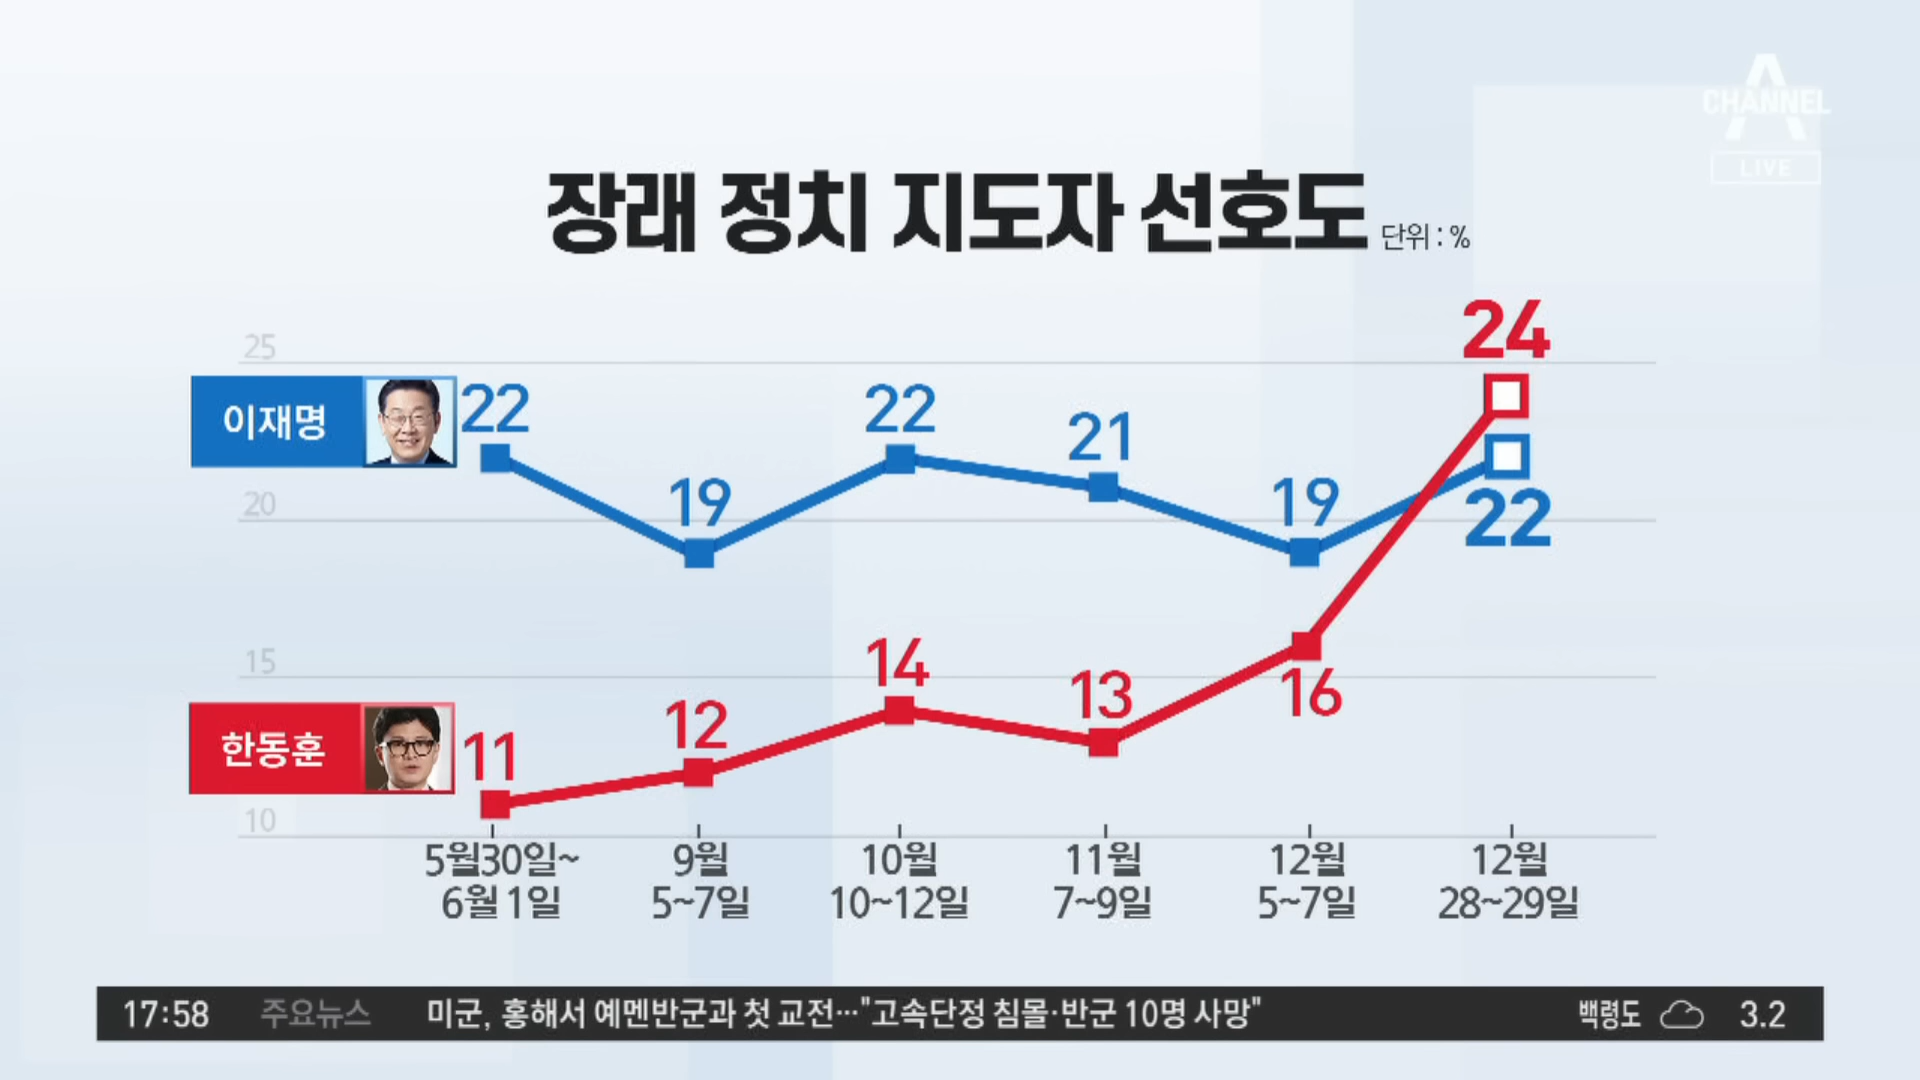 CHANNEL A
LIVE
장래 정치 지도자 선호도 단위 : %
25
20
15
10
이재명
22
19
22
21
19
22
한동훈
11
12
14
13
16
24
5월30일~
6월 1일
9월
5~7일
10월
10~12일
11월
7~9일
12월
5~7일
12월
28~29일
17:58 주요뉴스 미군, 홍해서 예멘반군과 첫 교전…"고속단정 침몰·반군 10명 사망" 백령도 3.2